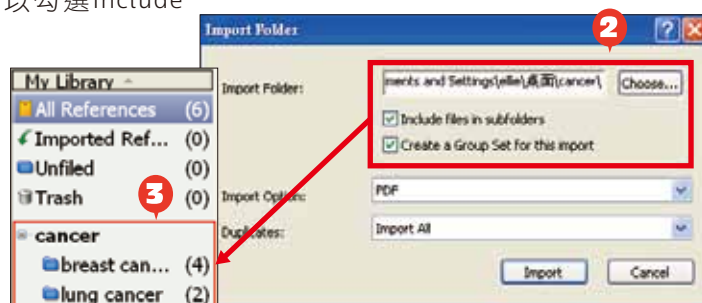 以勾選Include
Import Folder
2
My Library
All References (6)
Imported Ref... (0)
Unfiled (0)
Trash (0)
3
cancer
breast can... (4)
lung cancer (2)
Import Folder:
ments and Settings\ellie\桌面\cancer\
Choose...
Include files in subfolders
Create a Group Set for this import
Import Option:
PDF
Duplicates:
Import All
Import
Cancel